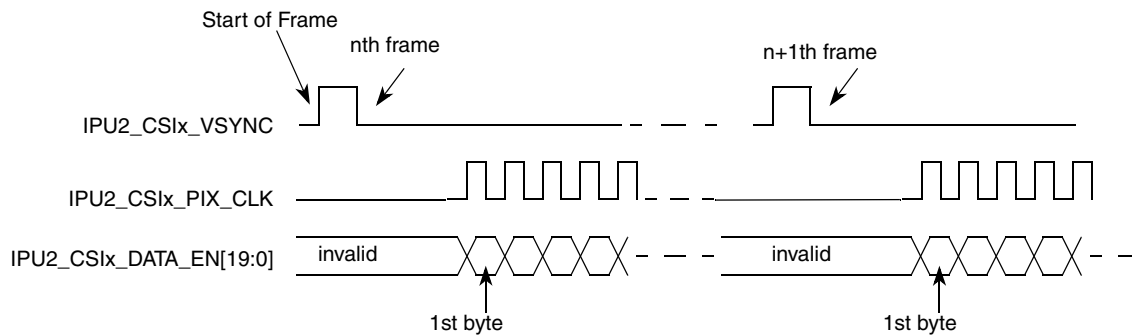 Start of Frame
nth frame
n+1th frame
IPU2_CSIx_VSYNC
IPU2_CSIx_PIX_CLK
IPU2_CSIx_DATA_EN[19:0]
invalid
invalid
1st byte
1st byte